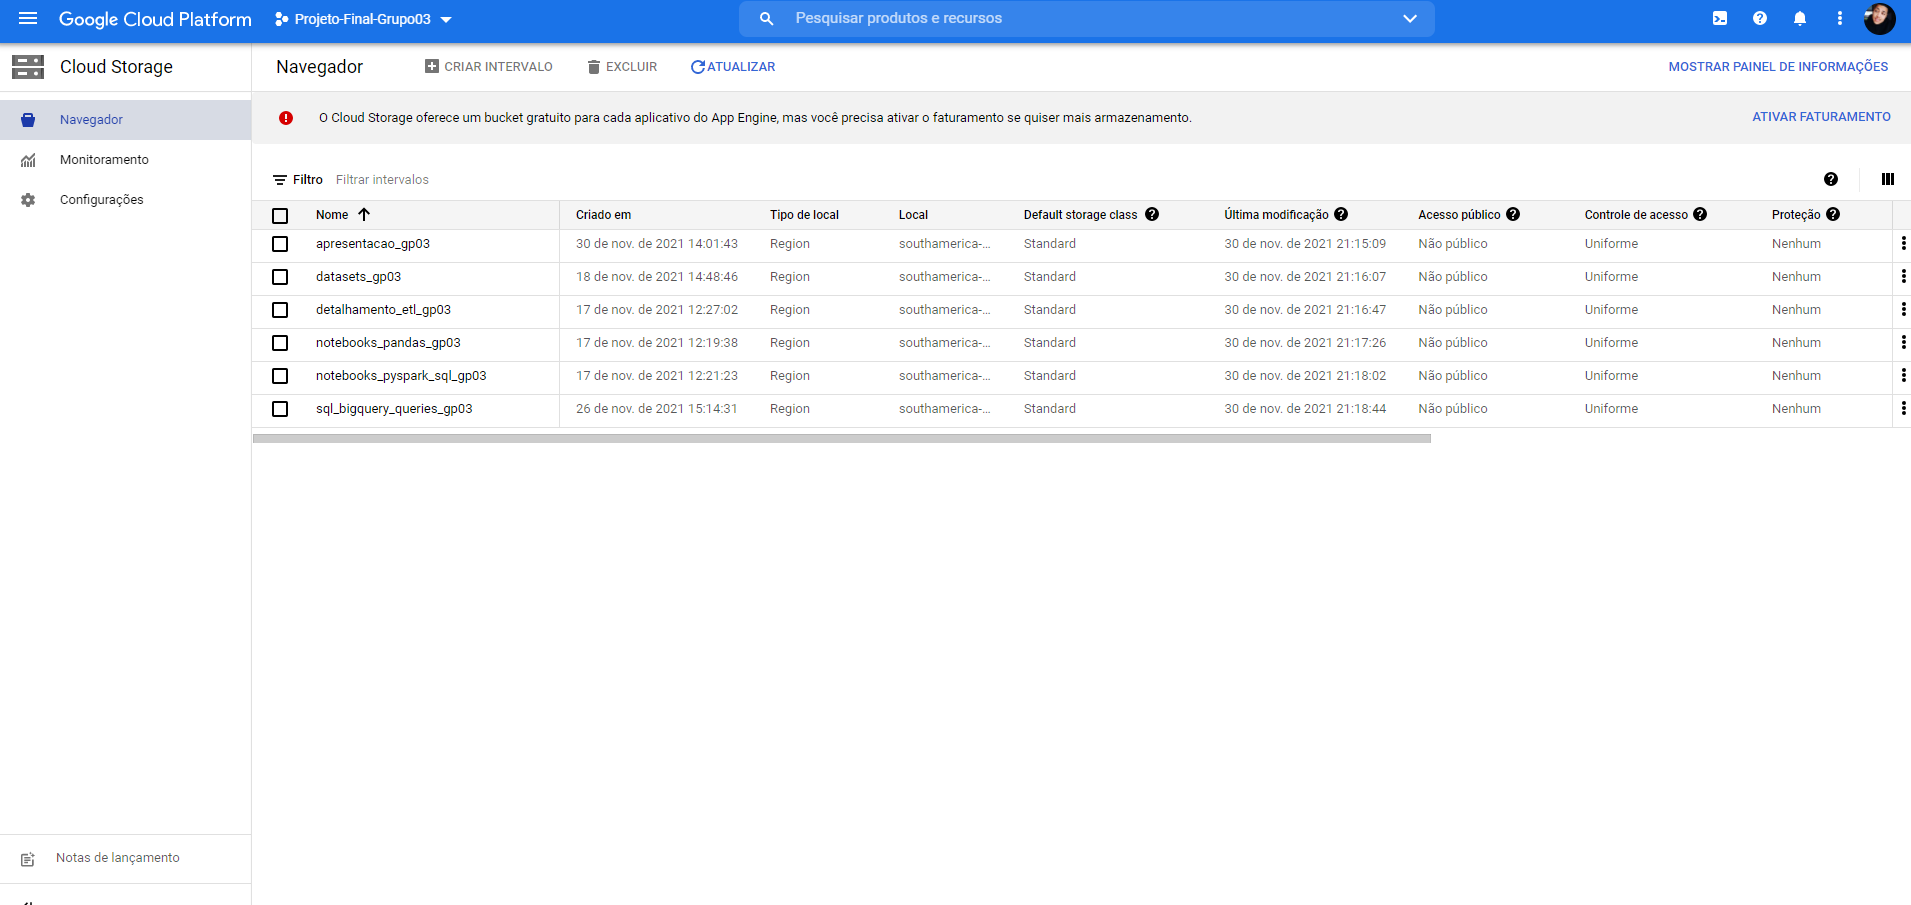 Google Cloud Platform Projeto-Final-Grupo03 Pesquisar produtos e recursos
Cloud Storage
Navegador CRIAR INTERVALO EXCLUIR ATUALIZAR MOSTRAR PAINEL DE INFORMAÇÕES
Navegador
Monitoramento
Configurações
O Cloud Storage oferece um bucket gratuito para cada aplicativo do App Engine, mas você precisa ativar o faturamento se quiser mais armazenamento. ATIVAR FATURAMENTO
Filtro Filtrar intervalos
Nome Criado em Tipo de local Local Default storage class Última modificação Acesso público Controle de acesso Proteção
apresentacao_gp03 30 de nov. de 2021 14:01:43 Region southamerica-... Standard 30 de nov. de 2021 21:15:09 Não público Uniforme Nenhum
datasets_gp03 18 de nov. de 2021 14:48:46 Region southamerica-... Standard 30 de nov. de 2021 21:16:07 Não público Uniforme Nenhum
detalhamento_etl_gp03 17 de nov. de 2021 12:27:02 Region southamerica-... Standard 30 de nov. de 2021 21:16:47 Não público Uniforme Nenhum
notebooks_pandas_gp03 17 de nov. de 2021 12:19:38 Region southamerica-... Standard 30 de nov. de 2021 21:17:26 Não público Uniforme Nenhum
notebooks_pyspark_sql_gp03 17 de nov. de 2021 12:21:23 Region southamerica-... Standard 30 de nov. de 2021 21:18:02 Não público Uniforme Nenhum
sql_bigquery_queries_gp03 26 de nov. de 2021 15:14:31 Region southamerica-... Standard 30 de nov. de 2021 21:18:44 Não público Uniforme Nenhum
Notas de lançamento